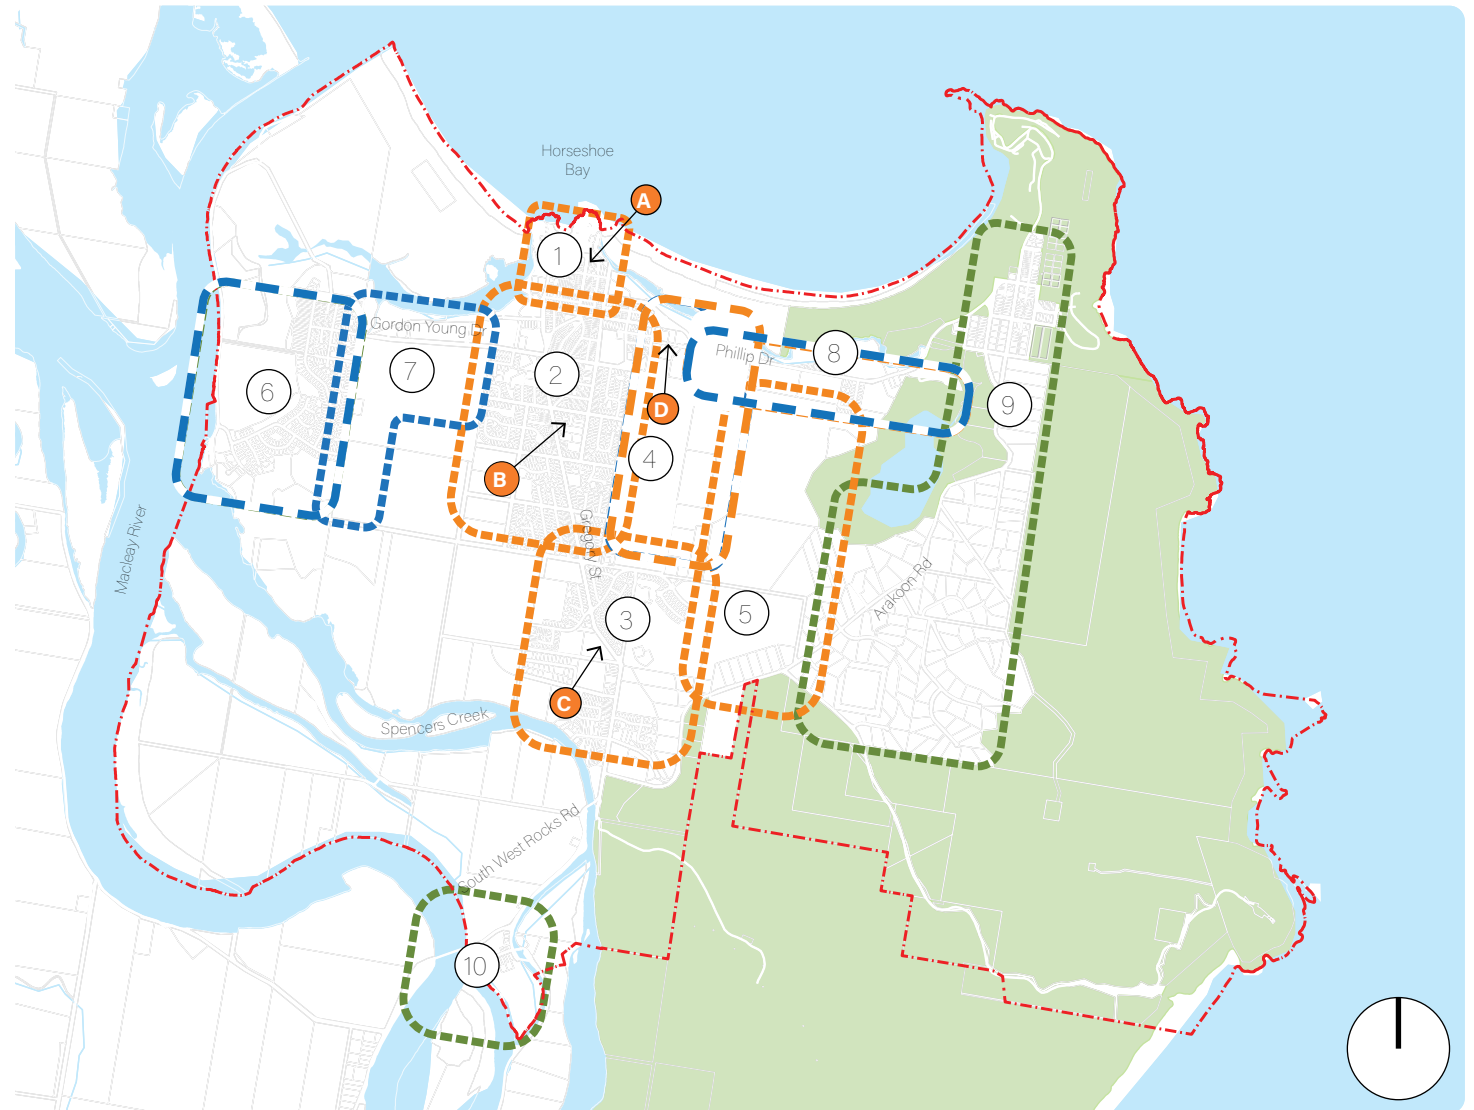 Horseshoe
Bay
A
1
Gordon Young Dr
Phillip Dr
8
7
2
6
D
9
4
B
Macleay River
Gregory St
Arakoon Rd
3
5
C
Spencers Creek
South West Rocks Rd
10